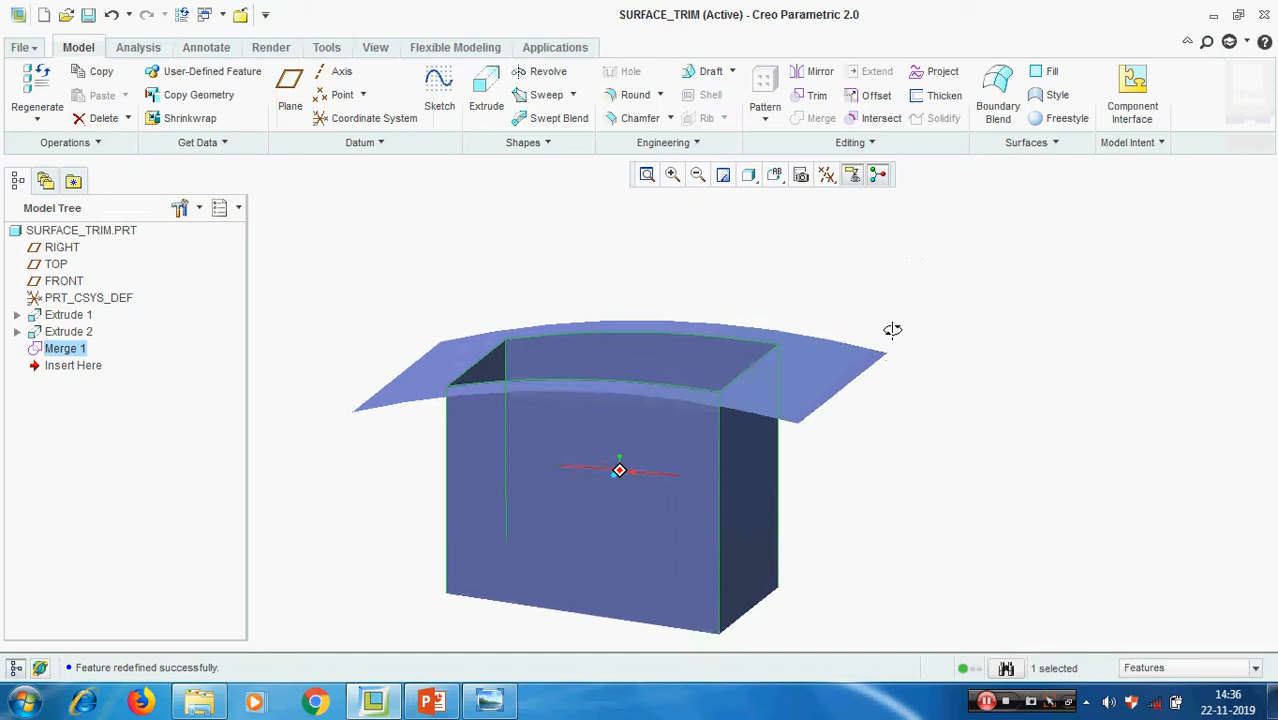 SURFACE_TRIM (Active) - Creo Parametric 2.0
File Model Analysis Annotate Render Tools View Flexible Modeling Applications
Regenerate
Copy
Paste
Delete
Operations
User-Defined Feature
Copy Geometry
Shrinkwrap
Get Data
Plane
Axis
Point
Coordinate System
Sketch
Datum
Extrude
Revolve
Sweep
Swept Blend
Shapes
Hole
Round
Chamfer
Draft
Shell
Rib
Engineering
Pattern
Mirror
Trim
Merge
Extend
Offset
Intersect
Project
Thicken
Solidify
Editing
Boundary
Blend
Fill
Style
Freestyle
Surfaces
Component
Interface
Model Intent
Model Tree
SURFACE_TRIM.PRT
RIGHT
TOP
FRONT
PRT_CSYS_DEF
Extrude 1
Extrude 2
Merge 1
Insert Here
Feature redefined successfully.
1 selected
Features
14:36
22-11-2019